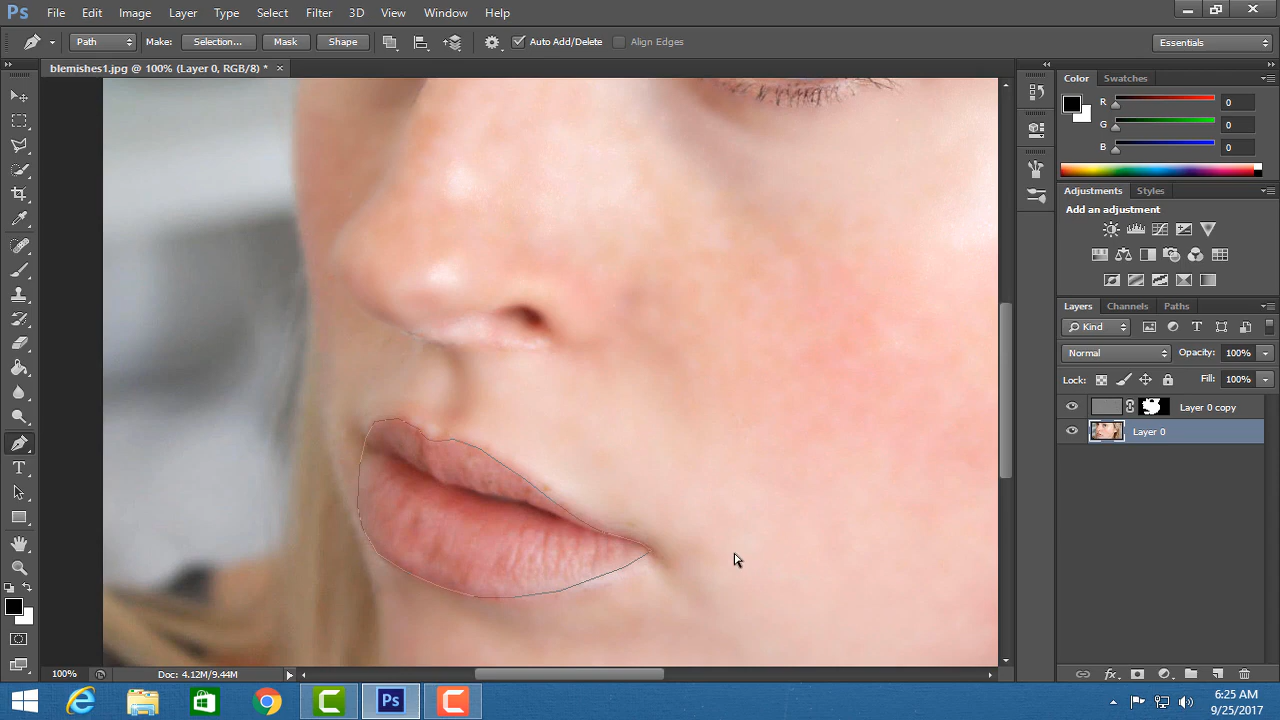 Ps File Edit Image Layer Type Select Filter 3D View Window Help
Path Make: Selection... Mask Shape Auto Add/Delete Align Edges Essentials
blemishes1.jpg @ 100% (Layer 0, RGB/8) * ×
Color Swatches
R 0
G 0
B 0
Adjustments Styles
Add an adjustment
Layers Channels Paths
Kind
Normal Opacity: 100%
Lock: Fill: 100%
Layer 0 copy
Layer 0
T
100% Doc: 4.12M/9.44M
fx
Ps
6:25 AM
9/25/2017